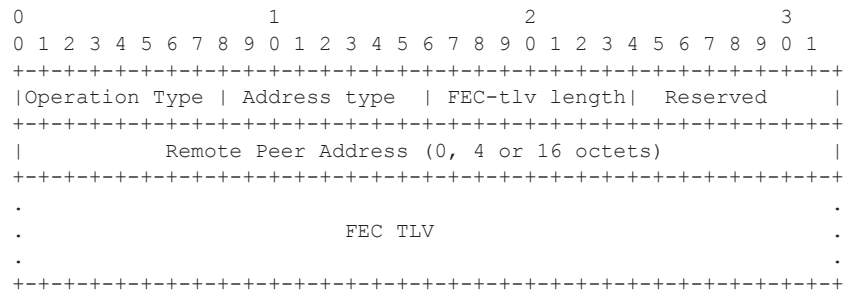 0                   1                   2                   3
0 1 2 3 4 5 6 7 8 9 0 1 2 3 4 5 6 7 8 9 0 1 2 3 4 5 6 7 8 9 0 1
+-+-+-+-+-+-+-+-+-+-+-+-+-+-+-+-+-+-+-+-+-+-+-+-+-+-+-+-+-+-+-+-+
|Operation Type | Address type  | FEC-tlv length|  Reserved     |
+-+-+-+-+-+-+-+-+-+-+-+-+-+-+-+-+-+-+-+-+-+-+-+-+-+-+-+-+-+-+-+-+
|           Remote Peer Address (0, 4 or 16 octets)             |
+-+-+-+-+-+-+-+-+-+-+-+-+-+-+-+-+-+-+-+-+-+-+-+-+-+-+-+-+-+-+-+-+
.                                                               .
.                         FEC TLV                               .
.                                                               .
+-+-+-+-+-+-+-+-+-+-+-+-+-+-+-+-+-+-+-+-+-+-+-+-+-+-+-+-+-+-+-+-+